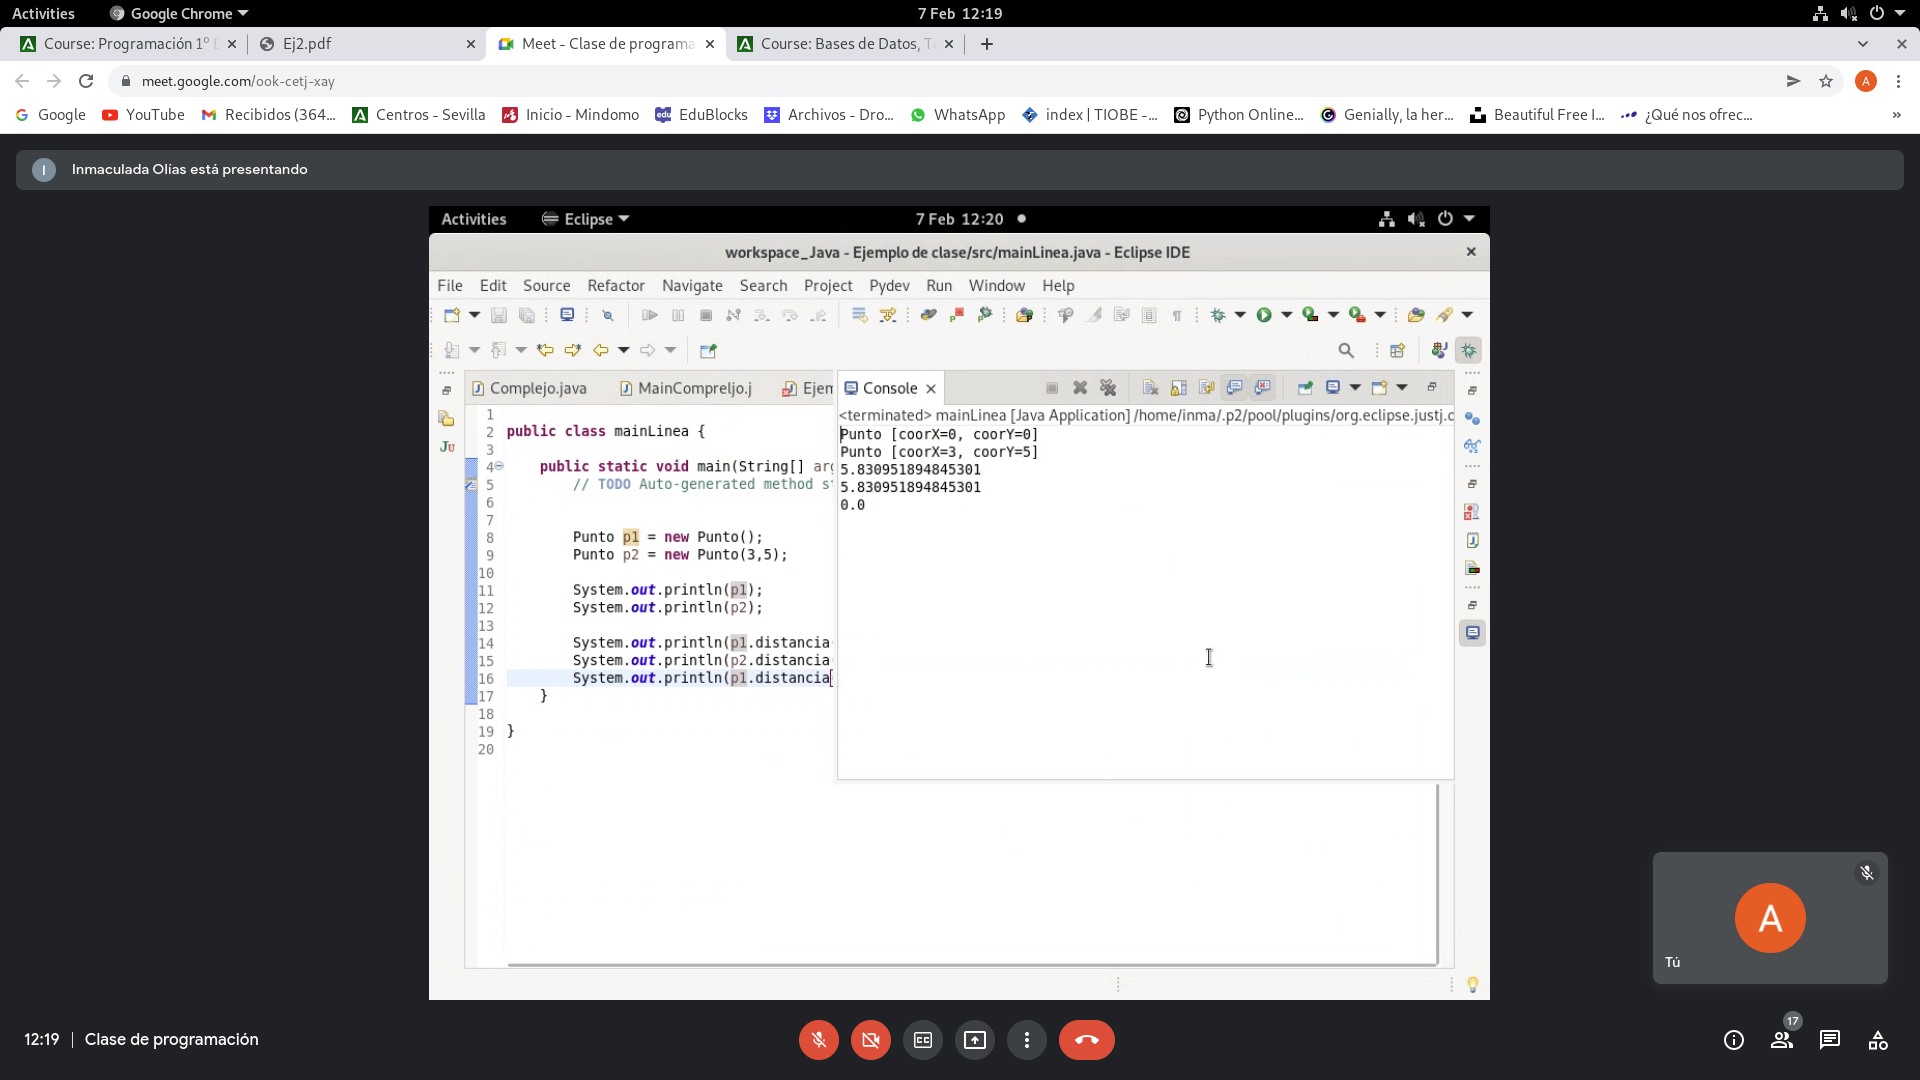 Activities Google Chrome 7 Feb 12:19
Course: Programación 1º Ej2.pdf Meet - Clase de programa Course: Bases de Datos, T
meet.google.com/ook-cetj-xay A
Google YouTube Recibidos (364... Centros - Sevilla Inicio - Mindomo EduBlocks Archivos - Dro... WhatsApp index | TIOBE -... Python Online... Genially, la her... Beautiful Free I... ¿Qué nos ofrec... »
I Inmaculada Olías está presentando
Activities Eclipse 7 Feb 12:20
workspace_Java - Ejemplo de clase/src/mainLinea.java - Eclipse IDE
File Edit Source Refactor Navigate Search Project Pydev Run Window Help
Complejo.java MainCompreljo.j Ejem Console
<terminated> mainLinea [Java Application] /home/inma/.p2/pool/plugins/org.eclipse.justj.o
Punto [coorX=0, coorY=0]
Punto [coorX=3, coorY=5]
5.830951894845301
5.830951894845301
0.0
1
2 public class mainLinea {
3
4 public static void main(String[] arg
5 // TODO Auto-generated method st
6
7
8 Punto p1 = new Punto();
9 Punto p2 = new Punto(3,5);
10
11 System.out.println(p1);
12 System.out.println(p2);
13
14 System.out.println(p1.distancia
15 System.out.println(p2.distancia
16 System.out.println(p1.distancia
17 }
18
19 }
20
Ju
A
Tú
12:19 | Clase de programación
CC
17